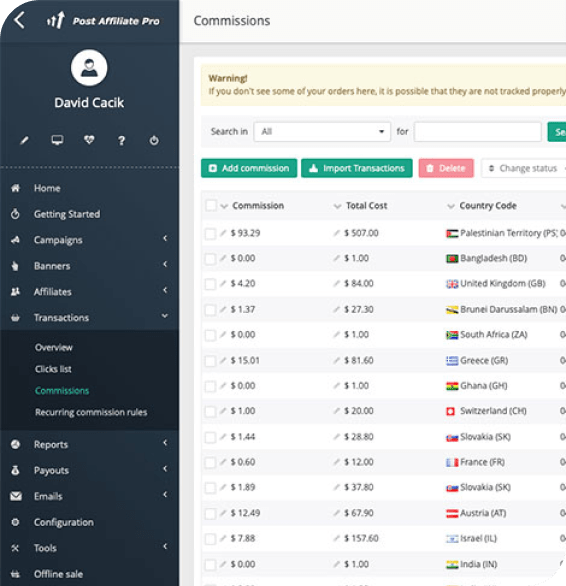 Post Affiliate Pro
David Cacik
?
Home
Getting Started
Campaigns
Banners
Affiliates
Transactions
Overview
Clicks list
Commissions
Recurring commission rules
Reports
Payouts
Emails
Configuration
Tools
Offline sale
Commissions
Warning!
If you don't see some of your orders here, it is possible that they are not tracked properly
Search in All for
Add commission Import Transactions Delete Change status
Commission Total Cost Country Code
$ 93.29 $ 507.00 Palestinian Territory (PS)
$ 0.00 $ 1.00 Bangladesh (BD)
$ 4.20 $ 84.00 United Kingdom (GB)
$ 1.37 $ 27.30 Brunei Darussalam (BN)
$ 0.00 $ 1.00 South Africa (ZA)
$ 15.01 $ 81.60 Greece (GR)
$ 0.00 $ 1.00 Ghana (GH)
$ 1.00 $ 20.00 Switzerland (CH)
$ 1.44 $ 28.80 Slovakia (SK)
$ 0.60 $ 12.00 France (FR)
$ 1.89 $ 37.80 Slovakia (SK)
$ 12.49 $ 67.90 Austria (AT)
$ 7.88 $ 157.60 Israel (IL)
$ 0.00 $ 1.00 India (IN)